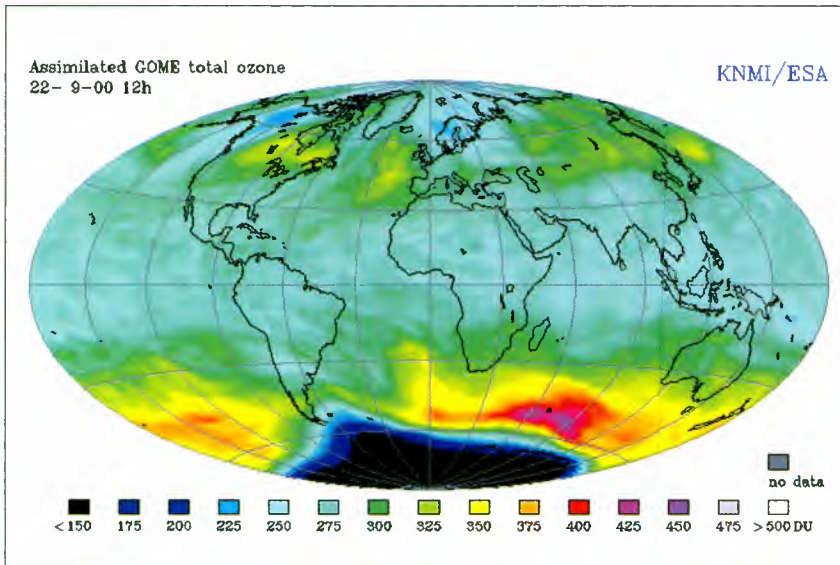 Assimilated GOME total ozone
22- 9-00 12h
KNMI/ESA
no data
<150 175 200 225 250 275 300 325 350 375 400 425 450 475 >500 DU